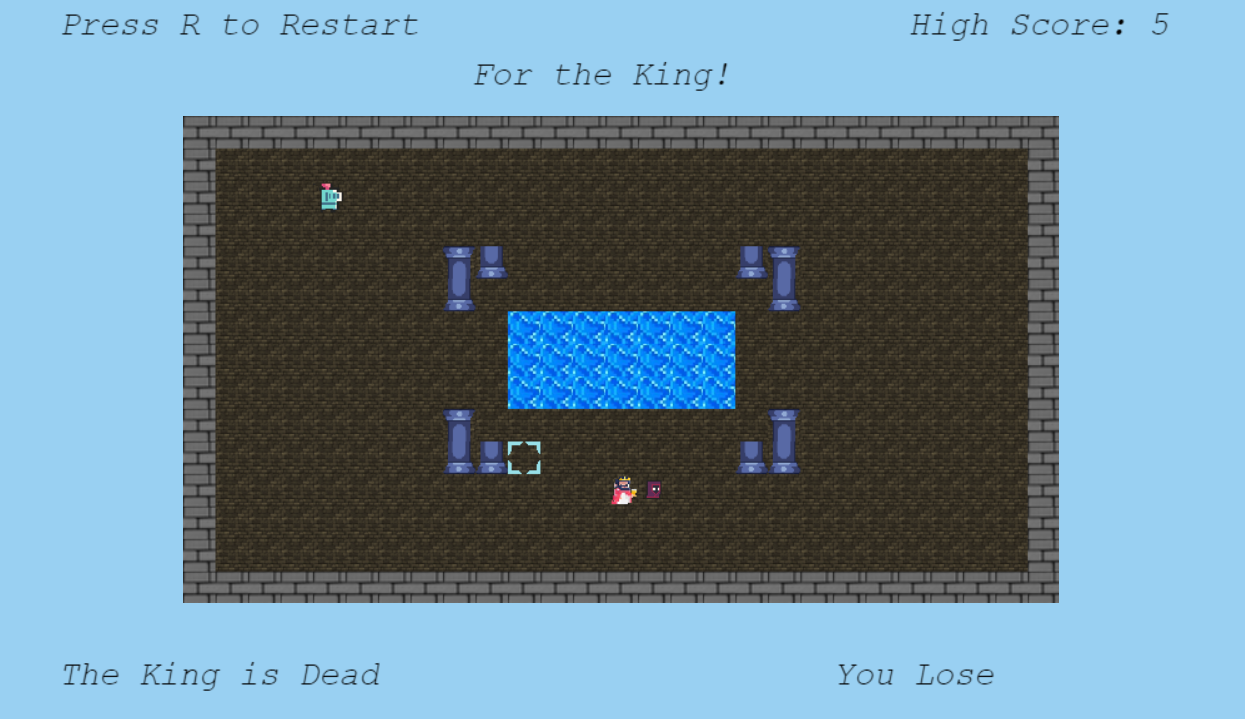 Press R to Restart
High Score: 5
For the King!
The King is Dead
You Lose